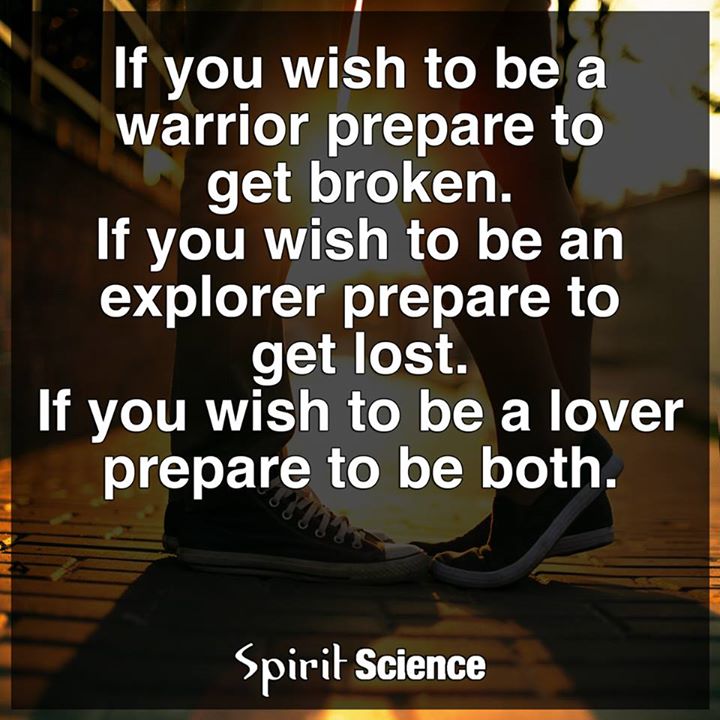 If you wish to be a
warrior prepare to
get broken.
If you wish to be an
explorer prepare to
get lost.
If you wish to be a lover
prepare to be both.
Spirit Science